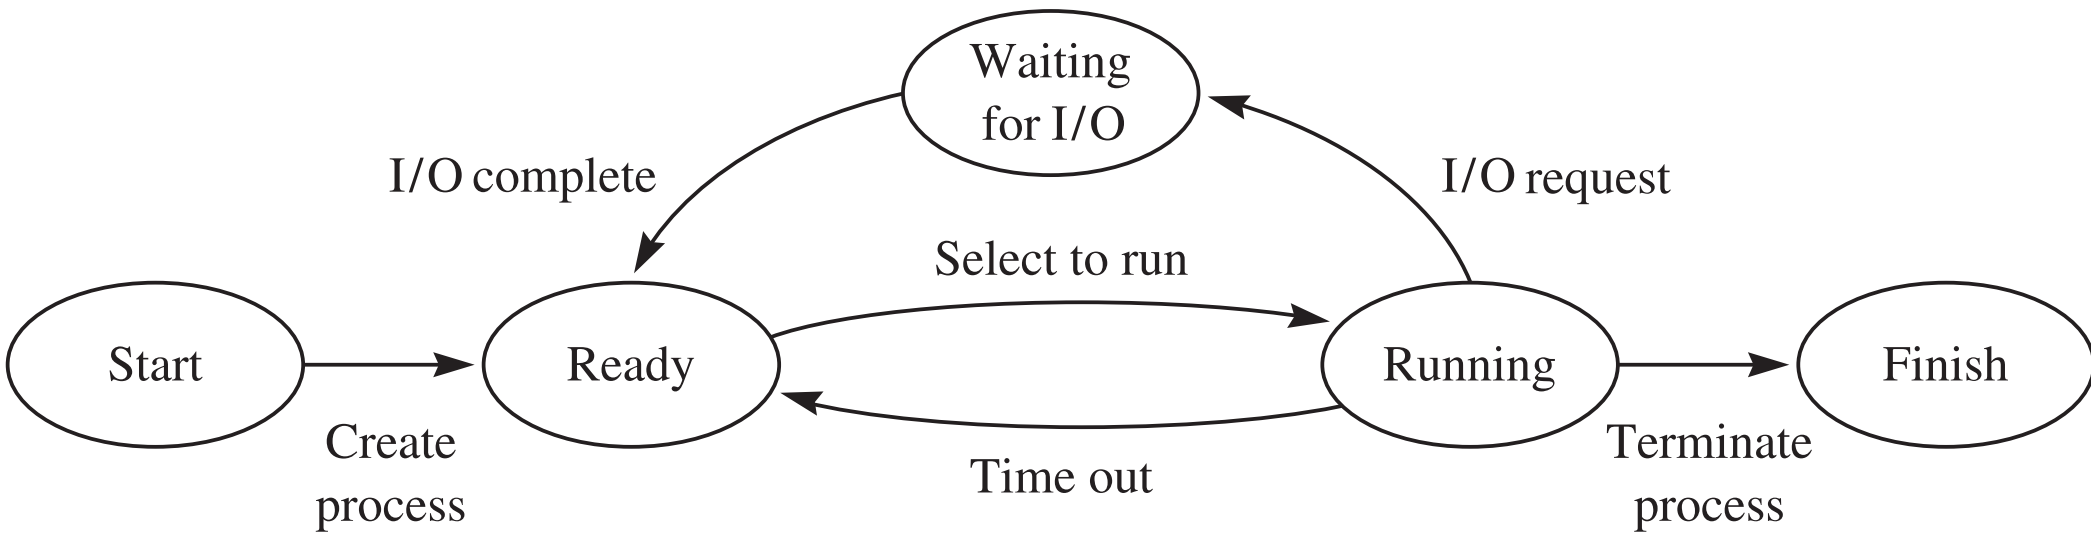 Waiting
for I/O
I/O complete
I/O request
Select to run
Start
Ready
Running
Finish
Create
process
Time out
Terminate
process